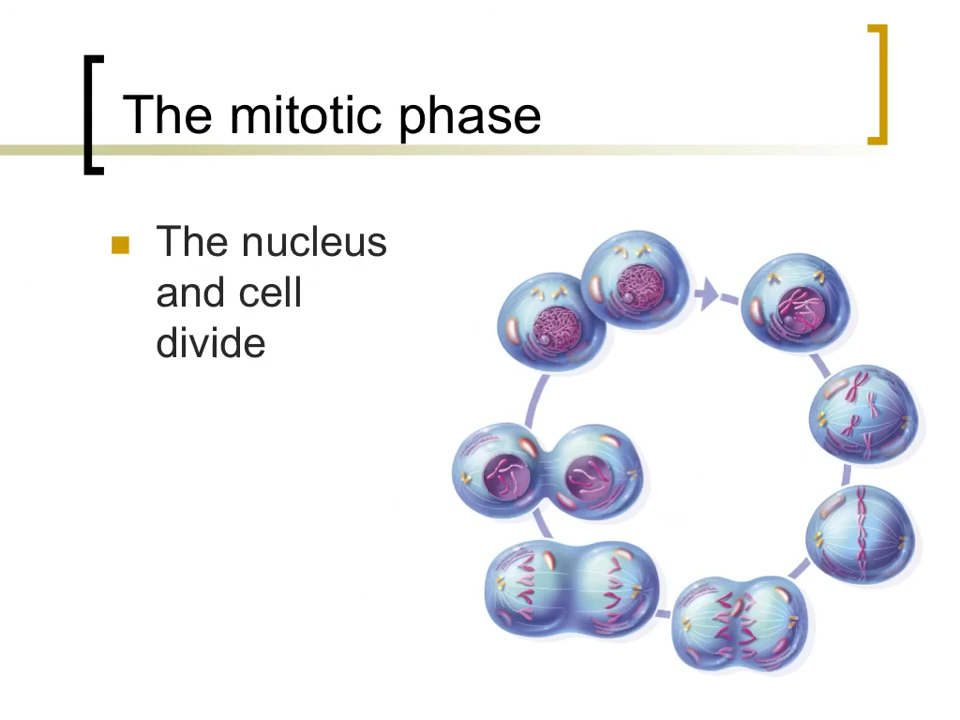 The mitotic phase
The nucleus
and cell
divide